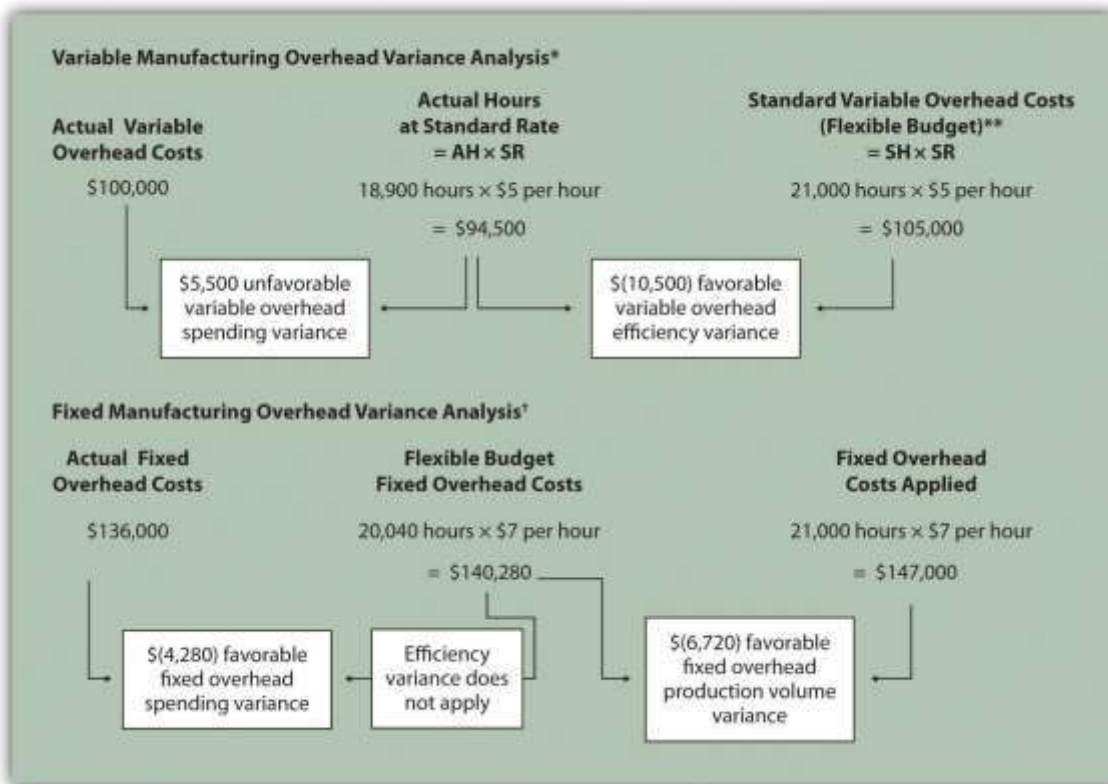 Variable Manufacturing Overhead Variance Analysis*
Actual Variable
Overhead Costs
$100,000
Actual Hours
at Standard Rate
= AH × SR
18,900 hours × $5 per hour
= $94,500
Standard Variable Overhead Costs
(Flexible Budget)**
= SH × SR
21,000 hours × $5 per hour
= $105,000
$5,500 unfavorable
variable overhead
spending variance
$(10,500) favorable
variable overhead
efficiency variance
Fixed Manufacturing Overhead Variance Analysis†
Actual Fixed
Overhead Costs
$136,000
Flexible Budget
Fixed Overhead Costs
20,040 hours × $7 per hour
= $140,280
Fixed Overhead
Costs Applied
21,000 hours × $7 per hour
= $147,000
$(4,280) favorable
fixed overhead
spending variance
Efficiency
variance does
not apply
$(6,720) favorable
fixed overhead
production volume
variance